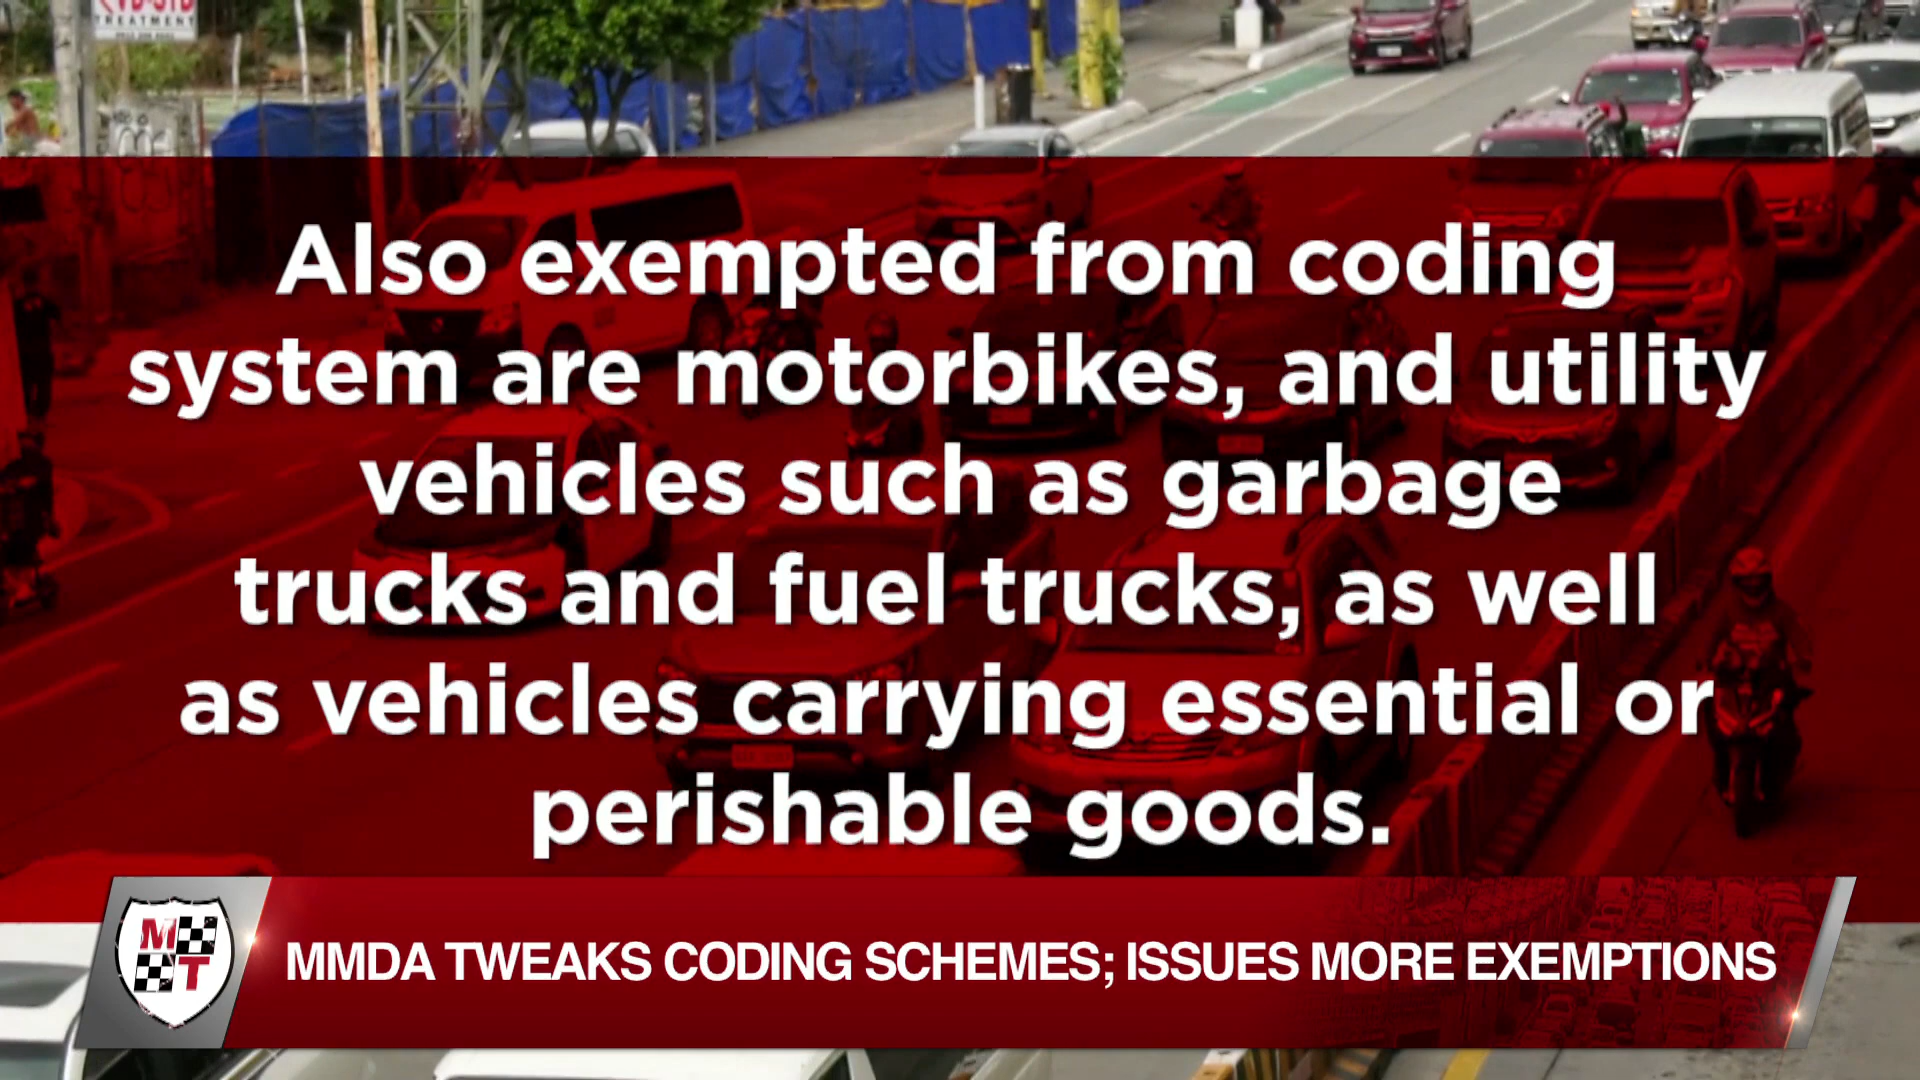 TREATMENT
Also exempted from coding
system are motorbikes, and utility
vehicles such as garbage
trucks and fuel trucks, as well
as vehicles carrying essential or
perishable goods.
M
T
MMDA TWEAKS CODING SCHEMES; ISSUES MORE EXEMPTIONS